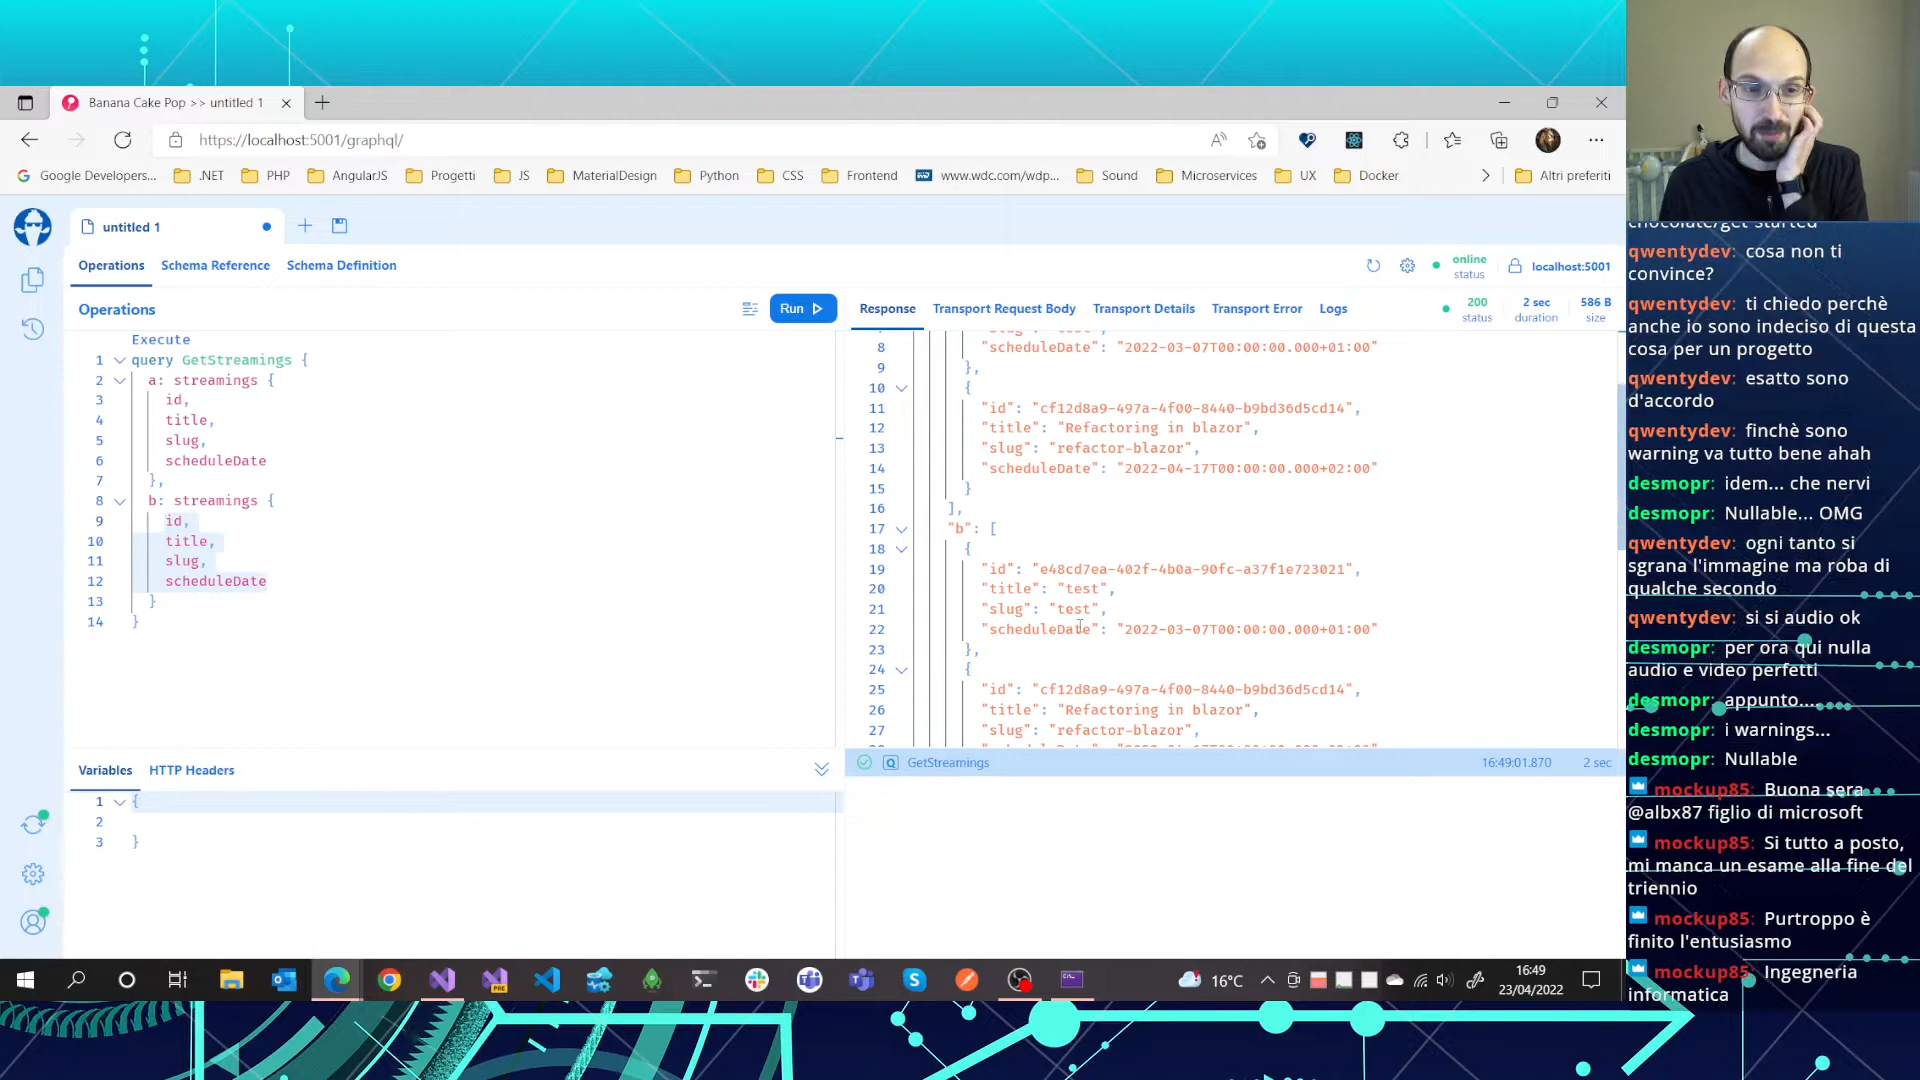 Banana Cake Pop >> untitled 1
https://localhost:5001/graphql/
Google Developers...
.NET
PHP
AngularJS
Progetti
JS
MaterialDesign
Python
CSS
Frontend
www.wdc.com/wdp...
Sound
Microservices
UX
Docker
Altri preferiti
untitled 1
Operations
Schema Reference
Schema Definition
online
status
localhost:5001
Operations
Run
Response
Transport Request Body
Transport Details
Transport Error
Logs
200
status
2 sec
duration
586 B
size
Execute
1 query GetStreamings {
2 a: streamings {
3 id,
4 title,
5 slug,
6 scheduleDate
7 },
8 b: streamings {
9 id,
10 title,
11 slug,
12 scheduleDate
13 }
14 }
8 "scheduleDate": "2022-03-07T00:00:00.000+01:00"
9 },
10 {
11 "id": "cf12d8a9-497a-4f00-8440-b9bd36d5cd14",
12 "title": "Refactoring in blazor",
13 "slug": "refactor-blazor",
14 "scheduleDate": "2022-04-17T00:00:00.000+02:00"
15 }
16 ],
17 "b": [
18 {
19 "id": "e48cd7ea-402f-4b0a-90fc-a37f1e723021",
20 "title": "test",
21 "slug": "test",
22 "scheduleDate": "2022-03-07T00:00:00.000+01:00"
23 },
24 {
25 "id": "cf12d8a9-497a-4f00-8440-b9bd36d5cd14",
26 "title": "Refactoring in blazor",
27 "slug": "refactor-blazor",
GetStreamings
16:49:01.870
2 sec
Variables
HTTP Headers
1 {
2
3 }
chocolate/get-started
qwentydev: cosa non ti
convince?
qwentydev: ti chiedo perchè
anche io sono indeciso di questa
cosa per un progetto
qwentydev: esatto sono
d'accordo
qwentydev: finchè sono
warning va tutto bene ahah
desmopr: idem... che nervi
desmopr: Nullable... OMG
qwentydev: ogni tanto si
sgrana l'immagine ma roba di
qualche secondo
qwentydev: si si audio ok
desmopr: per ora qui nulla
audio e video perfetti
desmopr: appunto....
desmopr: i warnings...
desmopr: Nullable
mockup85: Buona sera
@albx87 figlio di microsoft
mockup85: Si tutto a posto,
mi manca un esame alla fine del
triennio
mockup85: Purtroppo è
finito l'entusiasmo
mockup85: Ingegneria
informatica
16°C
16:49
23/04/2022